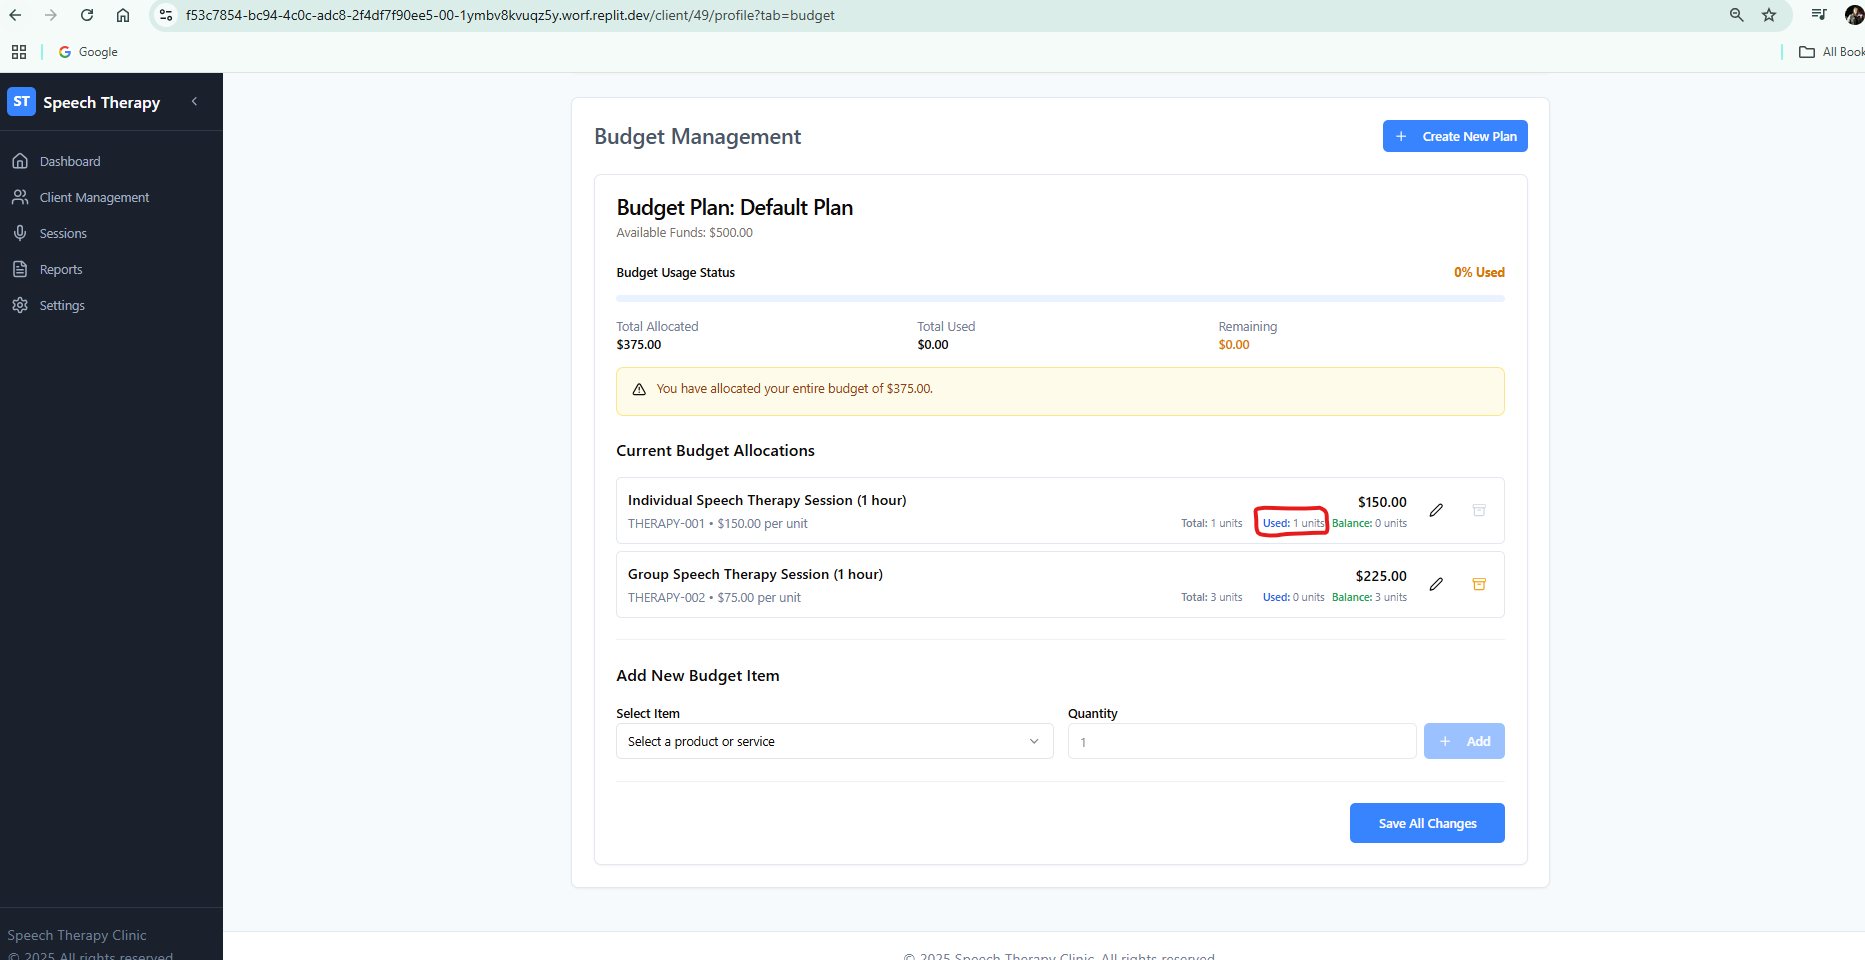 f53c7854-bc94-4c0c-adc8-2f4df7f90ee5-00-1ymbv8kvuqz5y.worf.replit.dev/client/49/profile?tab=budget
Google
All Book
ST Speech Therapy
Dashboard
Client Management
Sessions
Reports
Settings
Speech Therapy Clinic
© 2025 All rights reserved
Budget Management
+ Create New Plan
Budget Plan: Default Plan
Available Funds: $500.00
Budget Usage Status 0% Used
Total Allocated Total Used Remaining
$375.00 $0.00 $0.00
You have allocated your entire budget of $375.00.
Current Budget Allocations
Individual Speech Therapy Session (1 hour) $150.00
THERAPY-001 • $150.00 per unit Total: 1 units Used: 1 units Balance: 0 units
Group Speech Therapy Session (1 hour) $225.00
THERAPY-002 • $75.00 per unit Total: 3 units Used: 0 units Balance: 3 units
Add New Budget Item
Select Item Quantity
Select a product or service 1 + Add
Save All Changes
© 2025 Speech Therapy Clinic. All rights reserved.